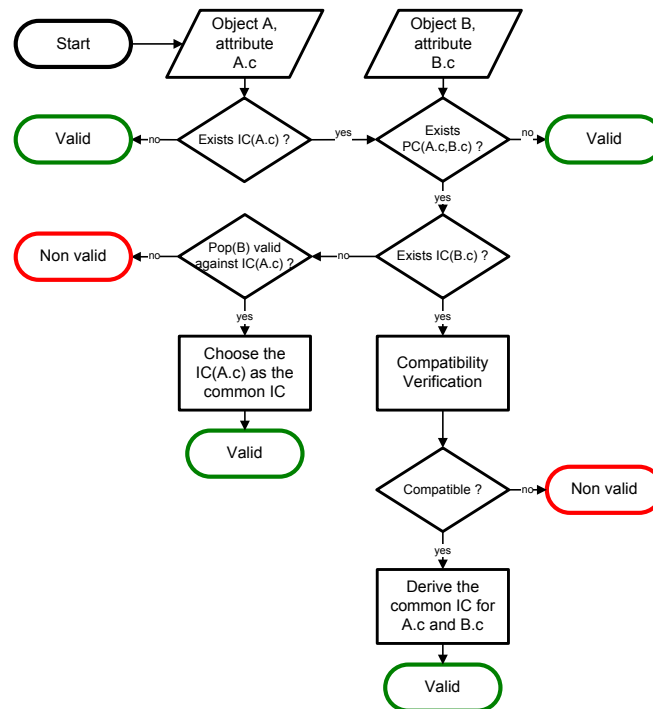 Start
Object A,
attribute
A.c
Object B,
attribute
B.c
Valid
no
Exists IC(A.c) ?
yes
Exists
PC(A.c,B.c) ?
no
Valid
yes
Non valid
no
Pop(B) valid
against IC(A.c) ?
no
Exists IC(B.c) ?
yes
yes
Choose the
IC(A.c) as the
common IC
Compatibility
Verification
Valid
Compatible ?
no
Non valid
yes
Derive the
common IC for
A.c and B.c
Valid